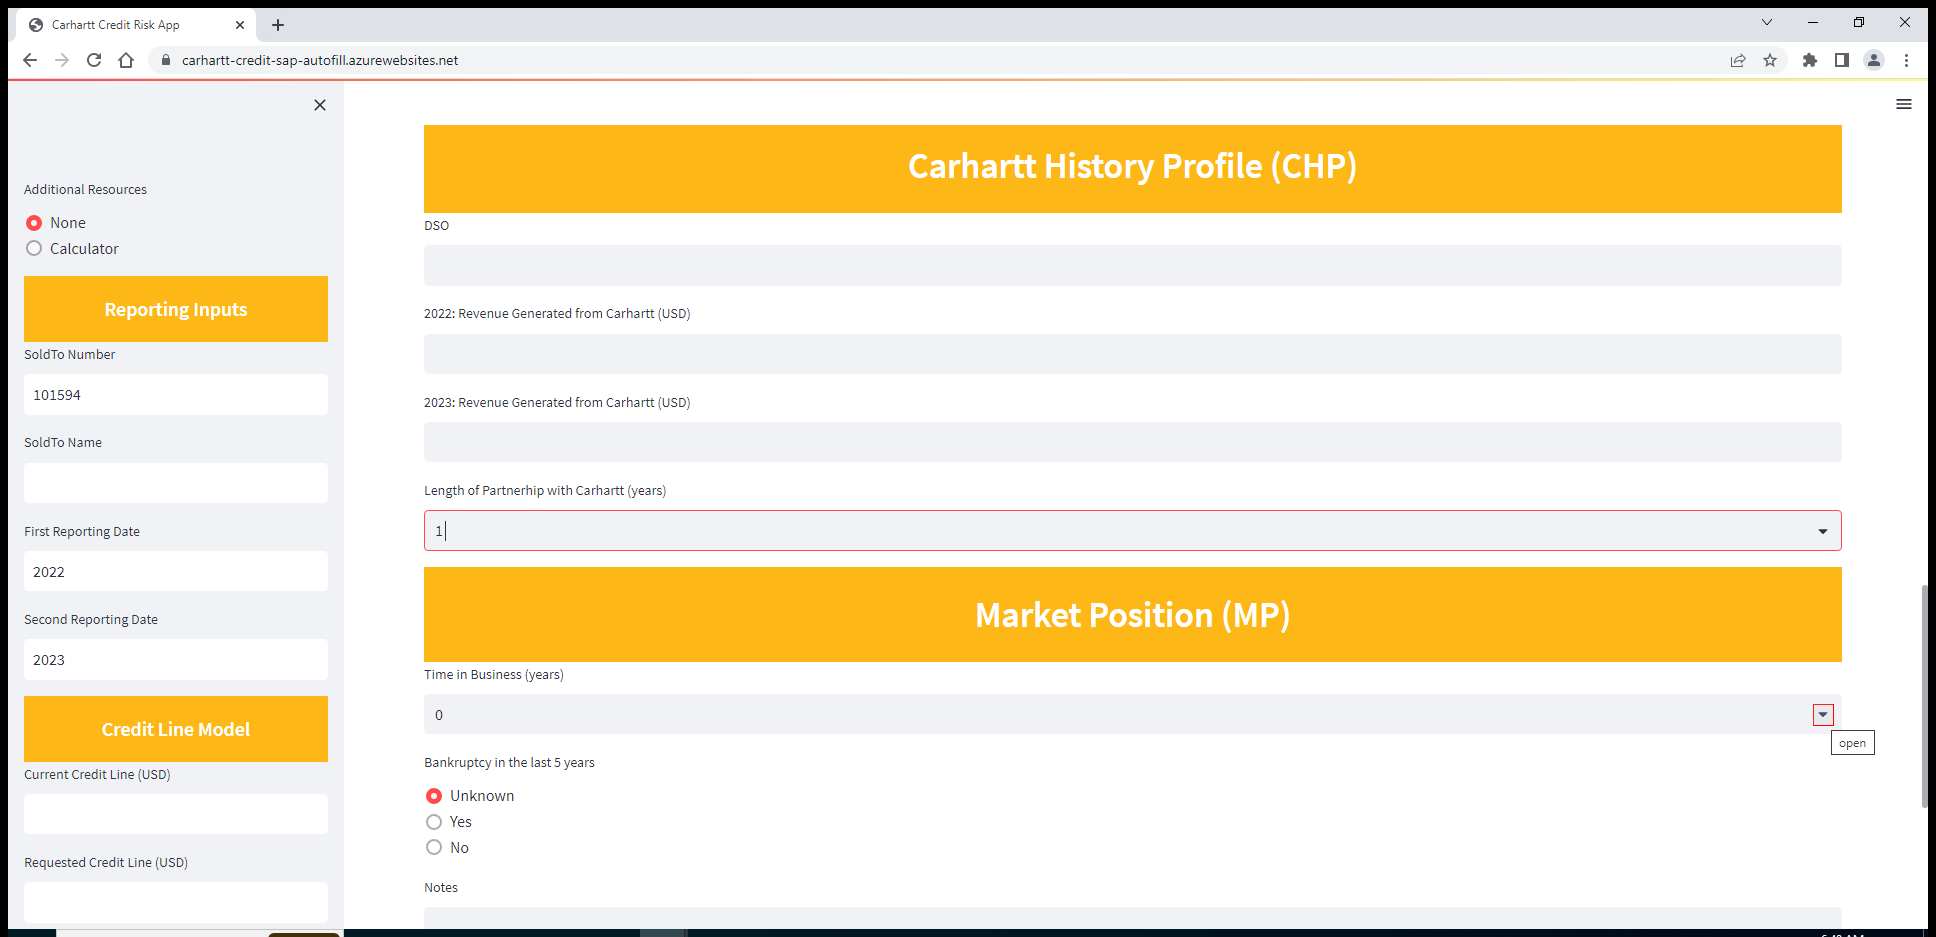 Carhartt Credit Risk App
carhartt-credit-sap-autofill.azurewebsites.net
Additional Resources
None
Calculator
Reporting Inputs
SoldTo Number
101594
SoldTo Name
First Reporting Date
2022
Second Reporting Date
2023
Credit Line Model
Current Credit Line (USD)
Requested Credit Line (USD)
Carhartt History Profile (CHP)
DSO
2022: Revenue Generated from Carhartt (USD)
2023: Revenue Generated from Carhartt (USD)
Length of Partnerhip with Carhartt (years)
1
Market Position (MP)
Time in Business (years)
0
open
Bankruptcy in the last 5 years
Unknown
Yes
No
Notes